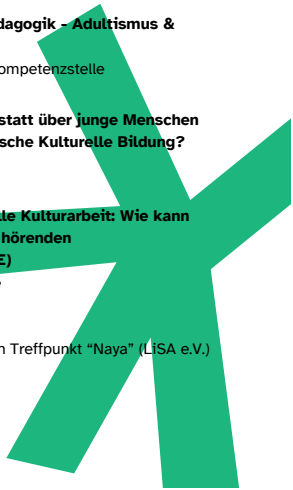 dagogik - Adultismus &
ompetenzstelle
statt über junge Menschen
sche Kulturelle Bildung?
lle Kulturarbeit: Wie kann
hörenden
E)
n Treffpunkt “Naya” (LiSA e.V.)